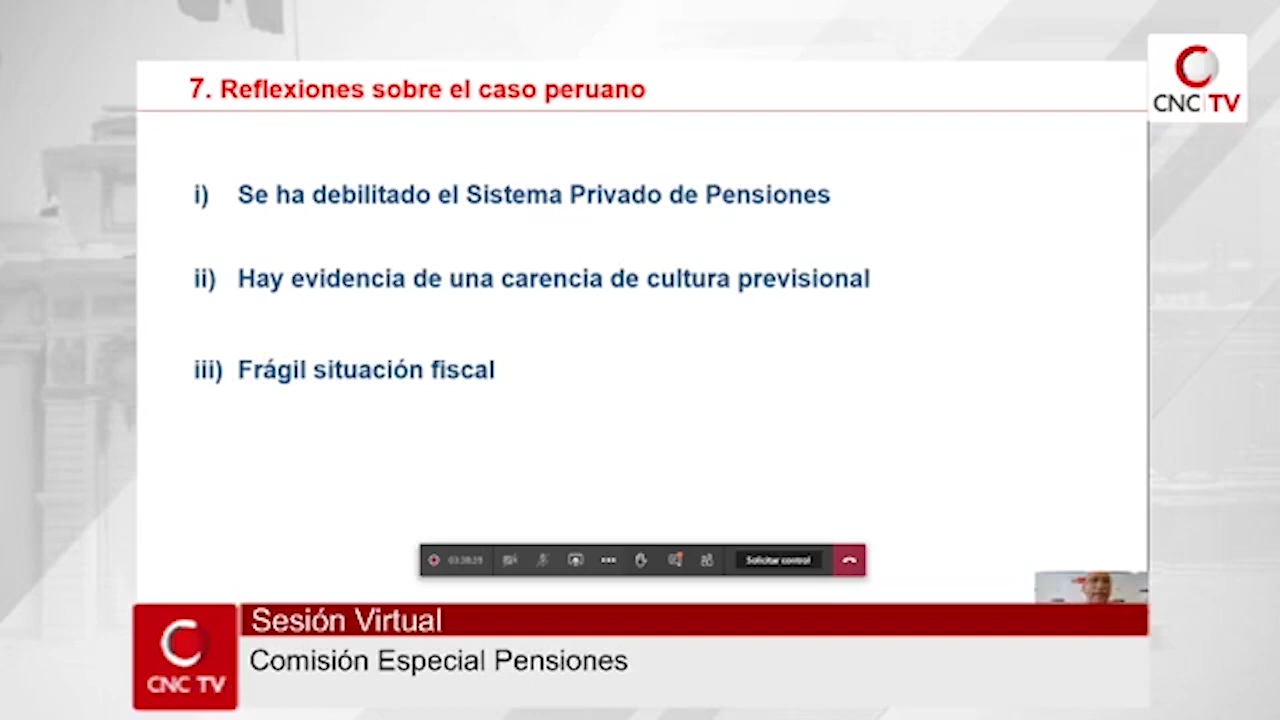 7. Reflexiones sobre el caso peruano
CNC TV
i) Se ha debilitado el Sistema Privado de Pensiones
ii) Hay evidencia de una carencia de cultura previsional
iii) Frágil situación fiscal
Solicitar control
Sesión Virtual
Comisión Especial Pensiones
CNC TV